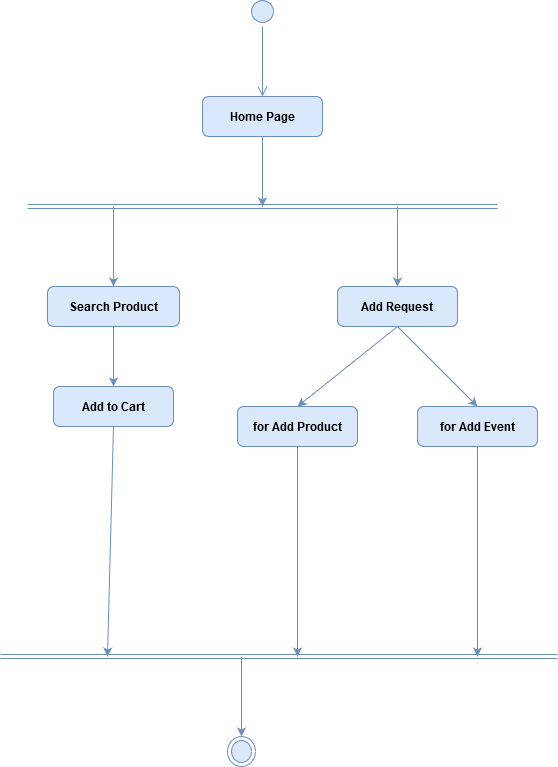 Home Page
Search Product
Add Request
Add to Cart
for Add Product
for Add Event